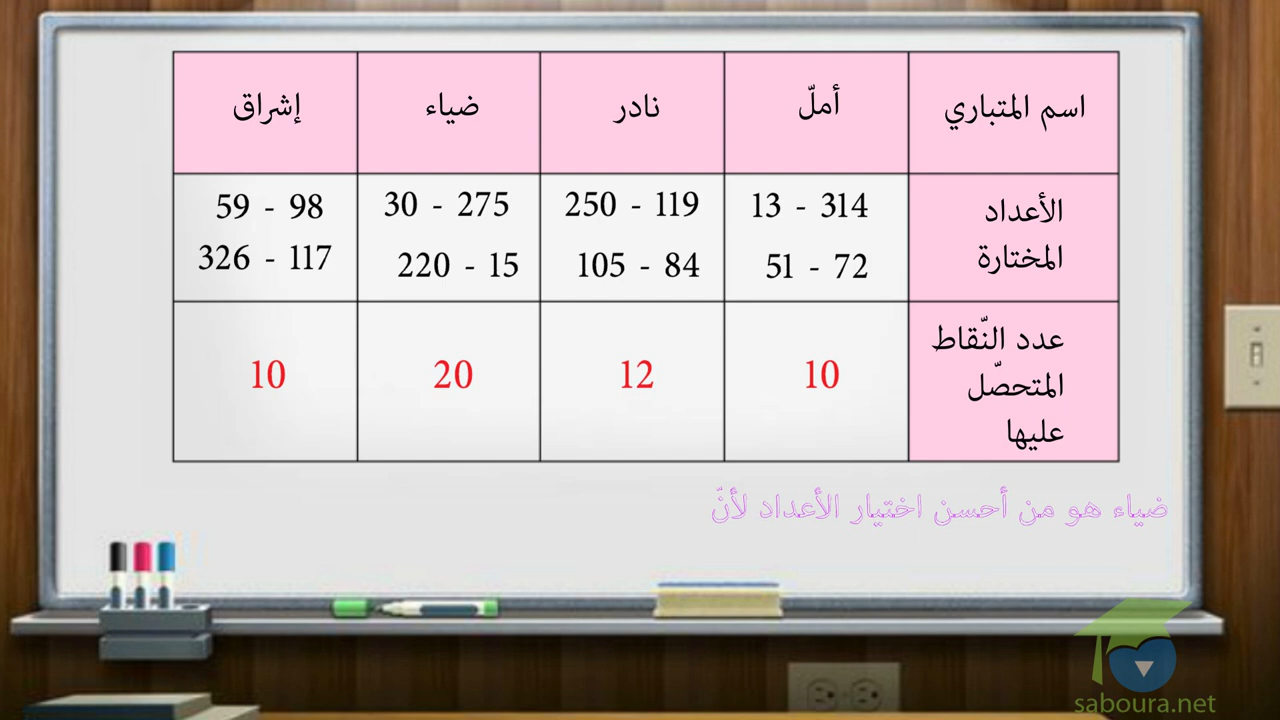 اسم المتباري
أملّ
نادر
ضياء
إشراق
الأعداد
المختارة
13 - 314
51 - 72
250 - 119
105 - 84
30 - 275
220 - 15
59 - 98
326 - 117
عدد النّقاط
المتحصّل
عليها
10
12
20
10
ضياء هو من أحسن اختيار الأعداد لأنّ
saboura.net